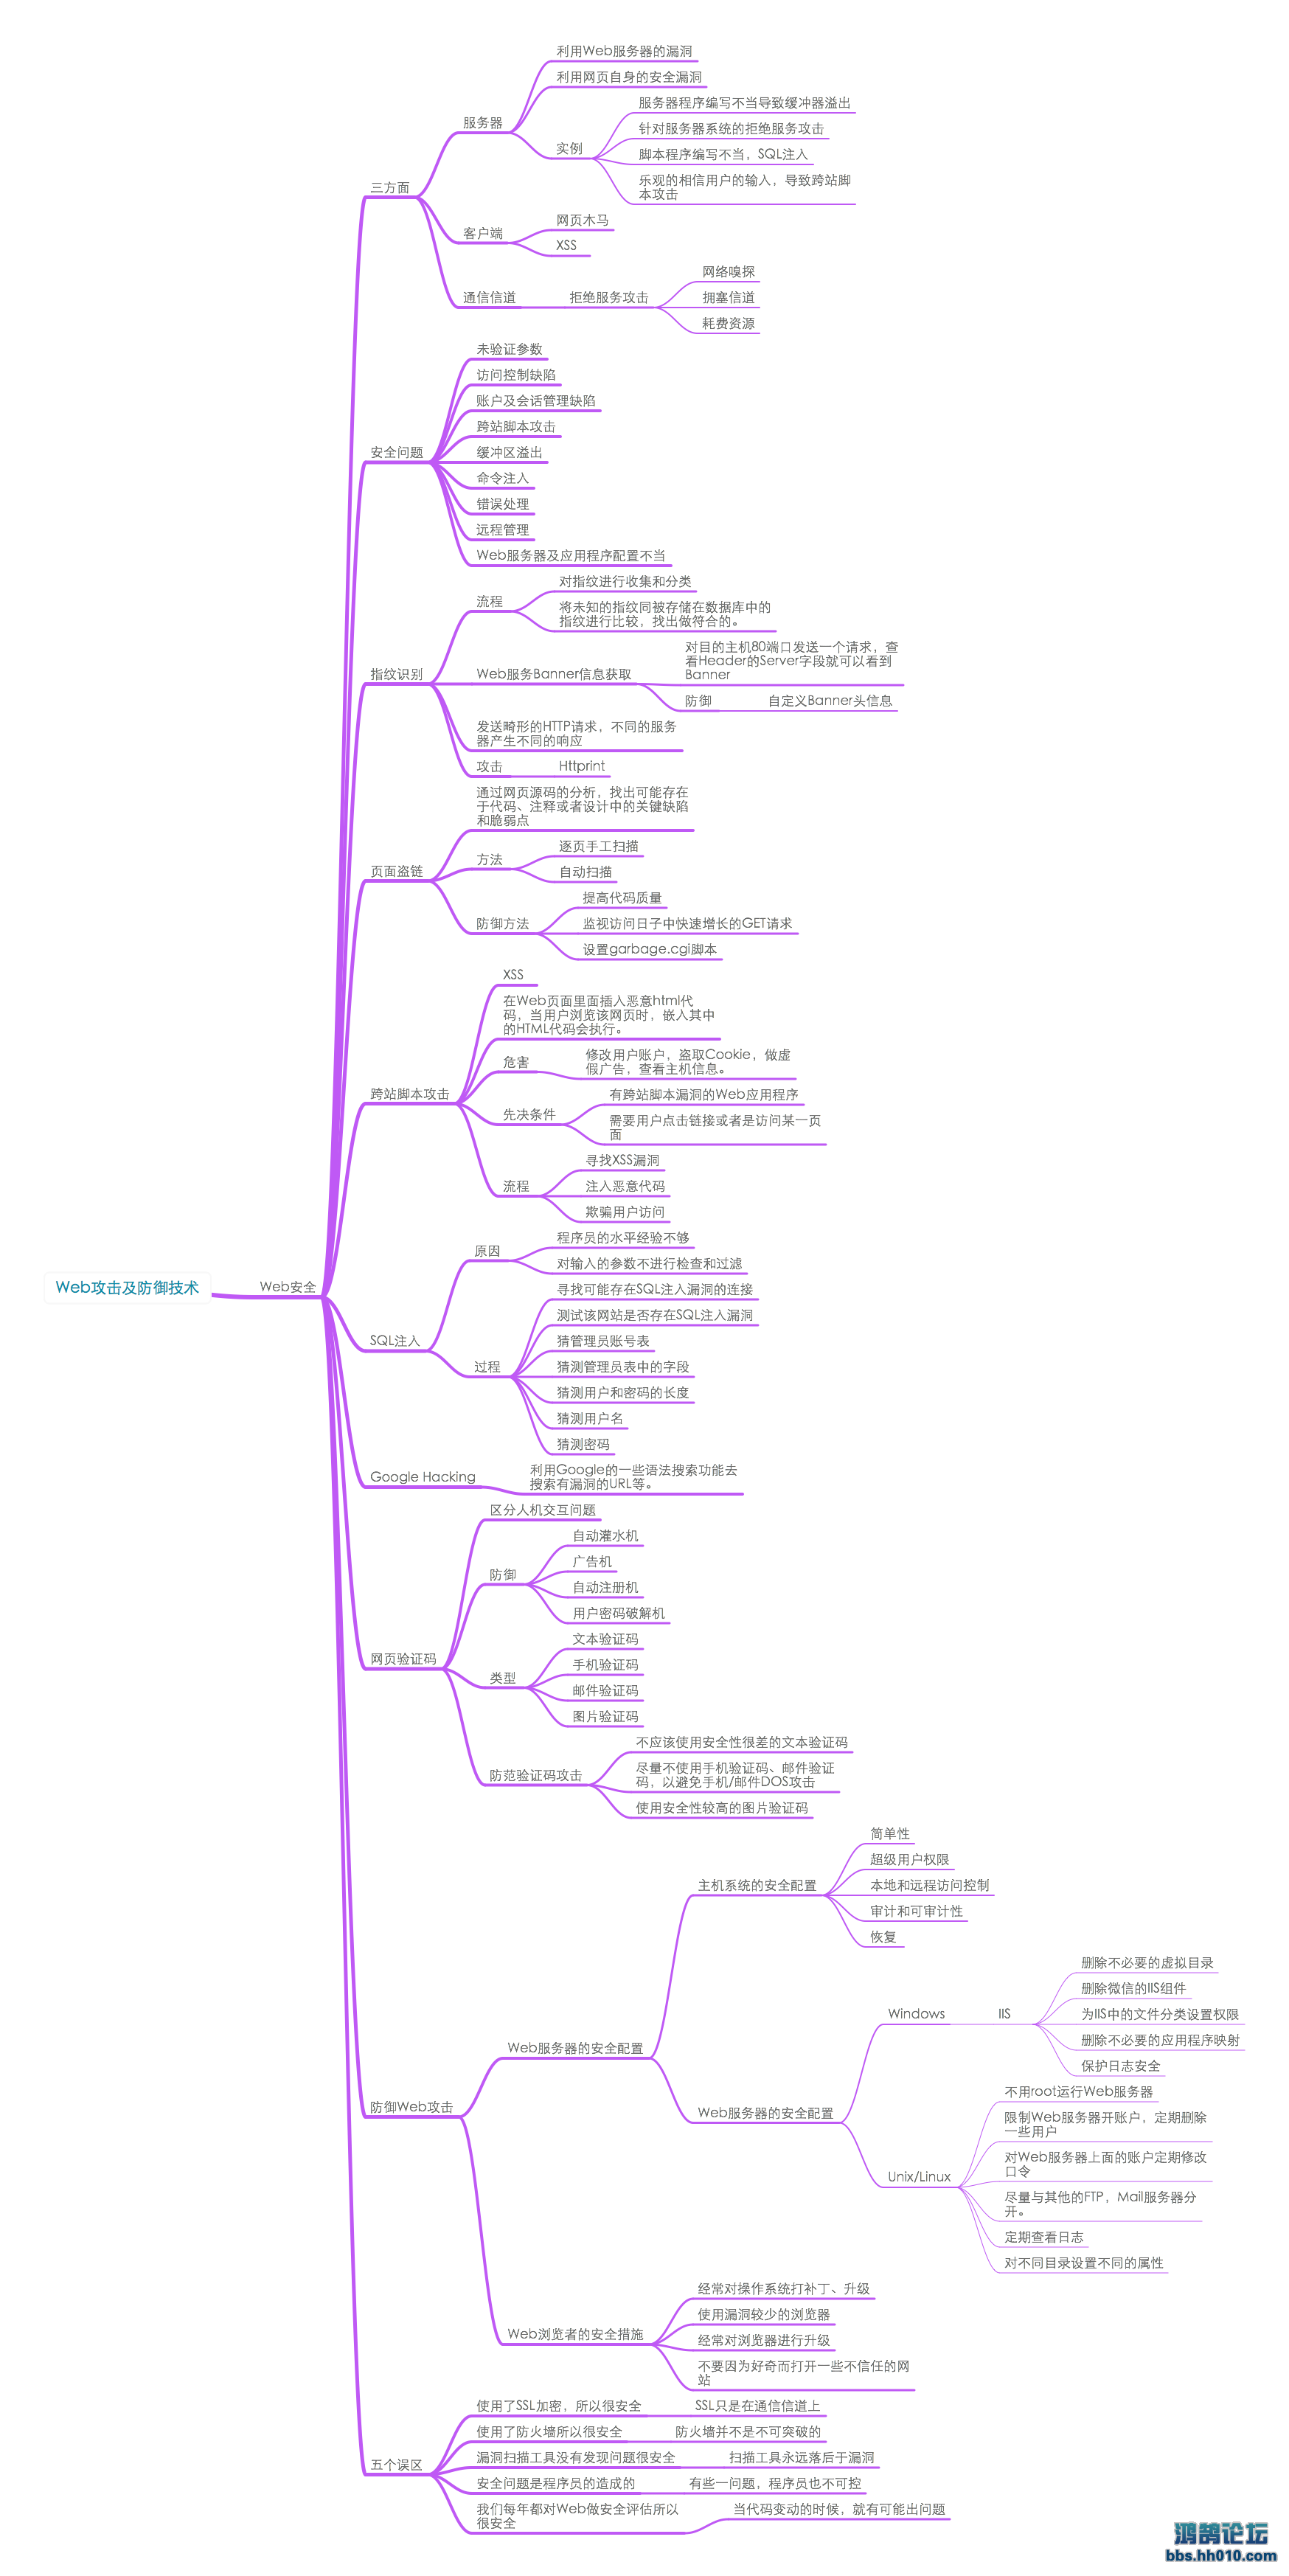 利用Web服务器的漏洞
利用网页自身的安全漏洞
服务器
服务器程序编写不当导致缓冲器溢出
针对服务器系统的拒绝服务攻击
实例
脚本程序编写不当，SQL注入
乐观的相信用户的输入，导致跨站脚
本攻击
三方面
网页木马
客户端
XSS
网络嗅探
通信信道
拒绝服务攻击
拥塞信道
耗费资源
未验证参数
访问控制缺陷
账户及会话管理缺陷
跨站脚本攻击
安全问题
缓冲区溢出
命令注入
错误处理
远程管理
Web服务器及应用程序配置不当
对指纹进行收集和分类
流程
将未知的指纹同被存储在数据库中的
指纹进行比较，找出做符合的。
指纹识别
Web服务Banner信息获取
对目的主机80端口发送一个请求，查
看Header的Server字段就可以看到
Banner
防御
自定义Banner头信息
发送畸形的HTTP请求，不同的服务
器产生不同的响应
攻击
Httprint
通过网页源码的分析，找出可能存在
于代码、注释或者设计中的关键缺陷
和脆弱点
页面盗链
方法
逐页手工扫描
自动扫描
防御方法
提高代码质量
监视访问日子中快速增长的GET请求
设置garbage.cgi脚本
XSS
在Web页面里面插入恶意html代
码，当用户浏览该网页时，嵌入其中
的HTML代码会执行。
危害
修改用户账户，盗取Cookie，做虚
假广告，查看主机信息。
跨站脚本攻击
先决条件
有跨站脚本漏洞的Web应用程序
需要用户点击链接或者是访问某一页
面
寻找XSS漏洞
流程
注入恶意代码
欺骗用户访问
Web攻击及防御技术
Web安全
原因
程序员的水平经验不够
对输入的参数不进行检查和过滤
SQL注入
寻找可能存在SQL注入漏洞的连接
测试该网站是否存在SQL注入漏洞
猜管理员账号表
过程
猜测管理员表中的字段
猜测用户和密码的长度
猜测用户名
猜测密码
Google Hacking
利用Google的一些语法搜索功能去
搜索有漏洞的URL等。
区分人机交互问题
自动灌水机
防御
广告机
自动注册机
用户密码破解机
网页验证码
文本验证码
类型
手机验证码
邮件验证码
图片验证码
不应该使用安全性很差的文本验证码
防范验证码攻击
尽量不使用手机验证码、邮件验证
码，以避免手机/邮件DOS攻击
使用安全性较高的图片验证码
简单性
超级用户权限
主机系统的安全配置
本地和远程访问控制
审计和可审计性
恢复
删除不必要的虚拟目录
删除微信的IIS组件
Windows
IIS
为IIS中的文件分类设置权限
删除不必要的应用程序映射
保护日志安全
Web服务器的安全配置
Web服务器的安全配置
不用root运行Web服务器
限制Web服务器开账户，定期删除
一些用户
防御Web攻击
对Web服务器上面的账户定期修改
口令
Unix/Linux
尽量与其他的FTP，Mail服务器分
开。
定期查看日志
对不同目录设置不同的属性
经常对操作系统打补丁、升级
使用漏洞较少的浏览器
Web浏览者的安全措施
经常对浏览器进行升级
不要因为好奇而打开一些不信任的网
站
使用了SSL加密，所以很安全
SSL只是在通信信道上
使用了防火墙所以很安全
防火墙并不是不可突破的
五个误区
漏洞扫描工具没有发现问题很安全
扫描工具永远落后于漏洞
安全问题是程序员的造成的
有些一问题，程序员也不可控
我们每年都对Web做安全评估所以
很安全
当代码变动的时候，就有可能出问题
鸿鹄论坛
bbs.hh010.com